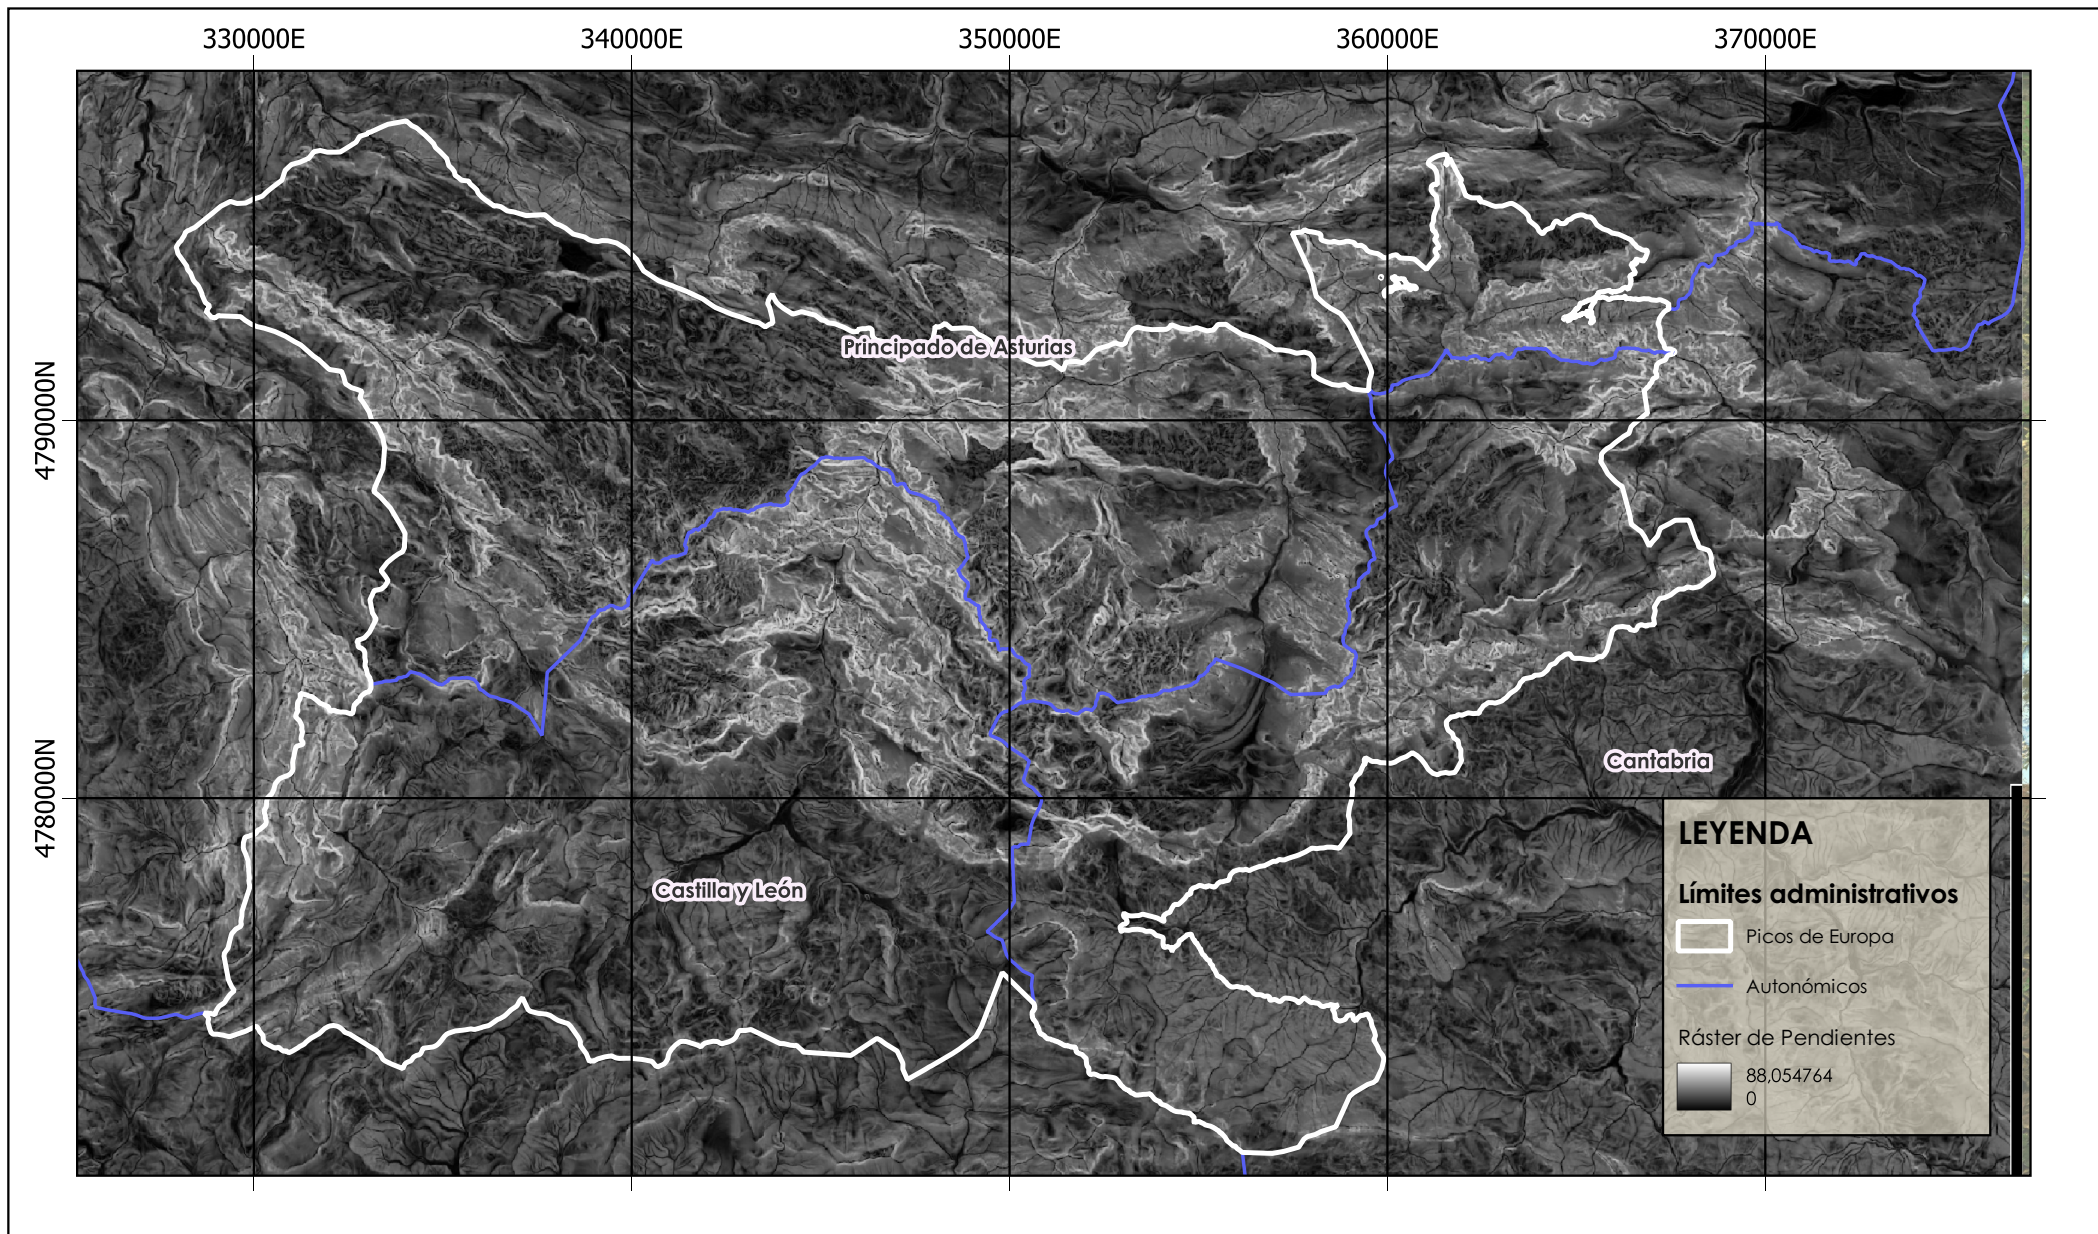 330000E 340000E 350000E 360000E 370000E
Principado de Asturias
4790000N
4780000N
Cantabria
Castilla y León
LEYENDA
Límites administrativos
Picos de Europa
Autonómicos
Ráster de Pendientes
88,054764
0